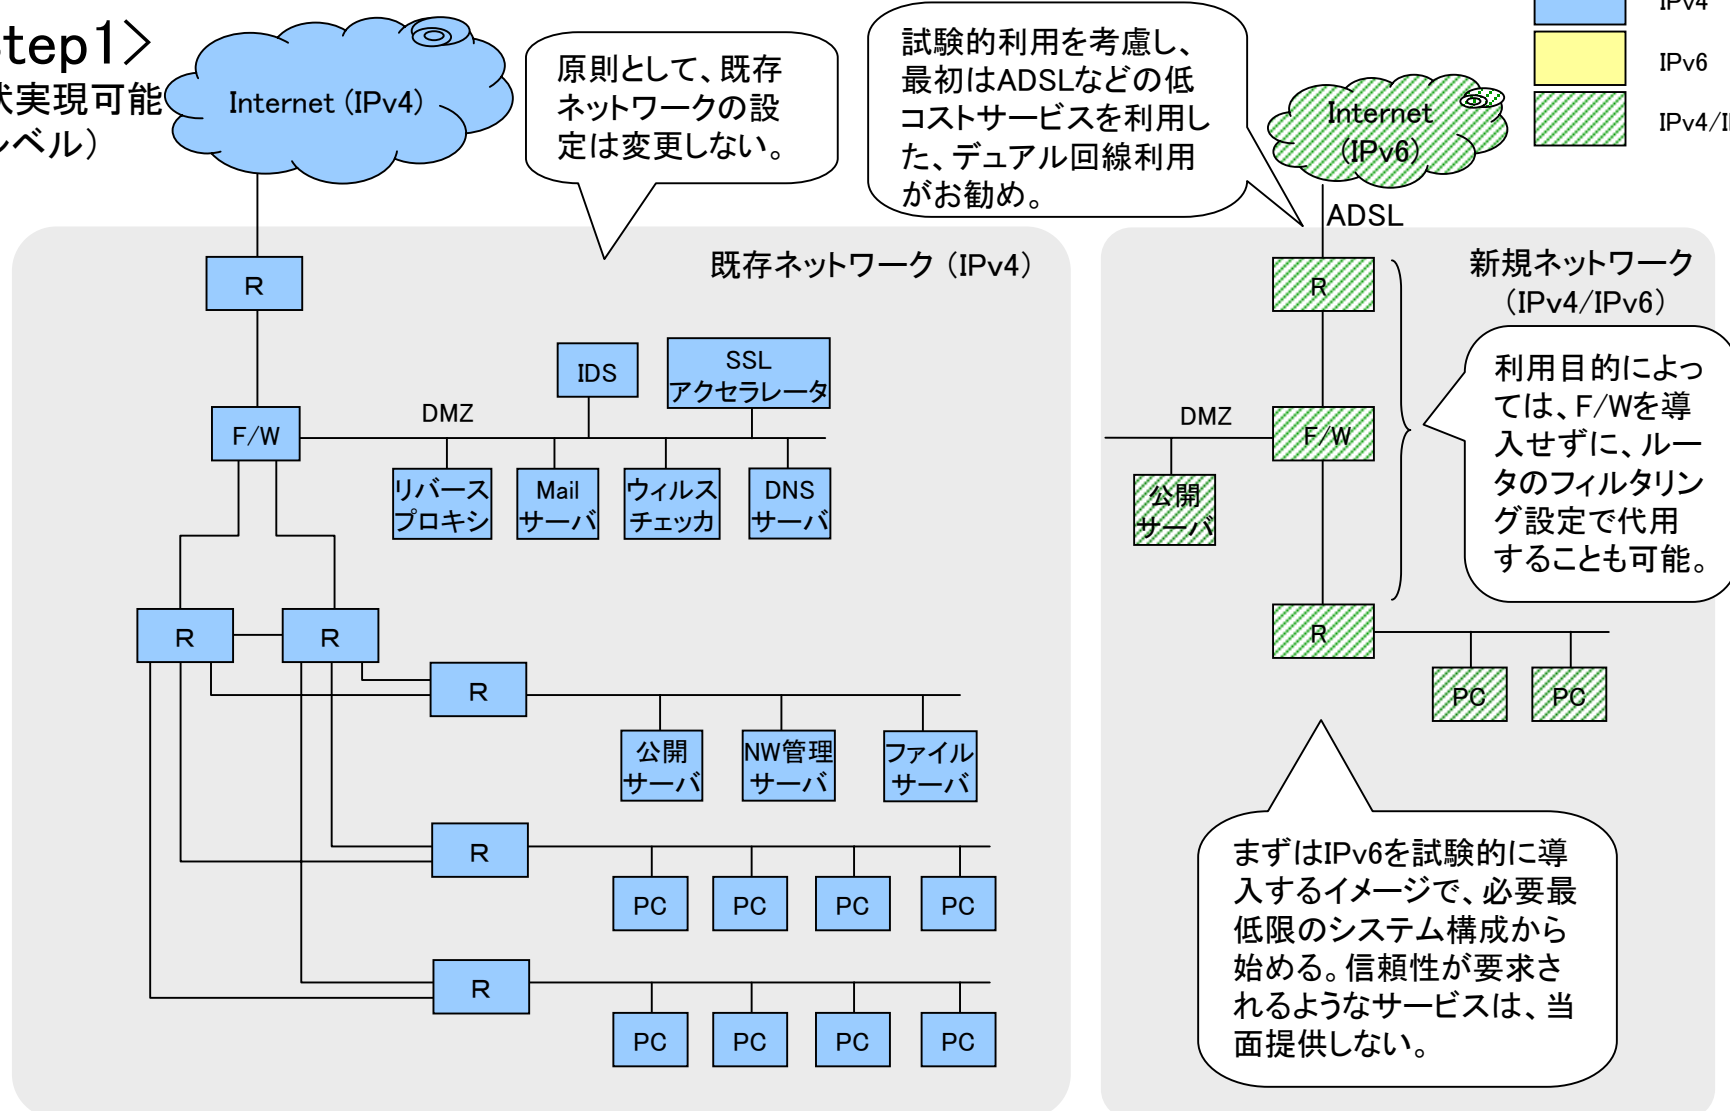 tep1>
状実現可能
レベル）
Internet (IPv4)
原則として、既存
ネットワークの設
定は変更しない。
試験的利用を考慮し、
最初はADSLなどの低
コストサービスを利用し
た、デュアル回線利用
がお勧め。
Internet
(IPv6)
IPv4
IPv6
IPv4/I
ADSL
既存ネットワーク（IPv4）
R
F/W
DMZ
IDS
SSL
アクセラレータ
リバース
プロキシ
Mail
サーバ
ウィルス
チェッカ
DNS
サーバ
R
R
R
公開
サーバ
NW管理
サーバ
ファイル
サーバ
R
PC
PC
PC
PC
R
PC
PC
PC
PC
新規ネットワーク
（IPv4/IPv6）
R
DMZ
F/W
公開
サーバ
R
PC
PC
利用目的によっ
ては、F/Wを導
入せずに、ルー
タのフィルタリン
グ設定で代用
することも可能。
まずはIPv6を試験的に導
入するイメージで、必要最
低限のシステム構成から
始める。信頼性が要求さ
れるようなサービスは、当
面提供しない。